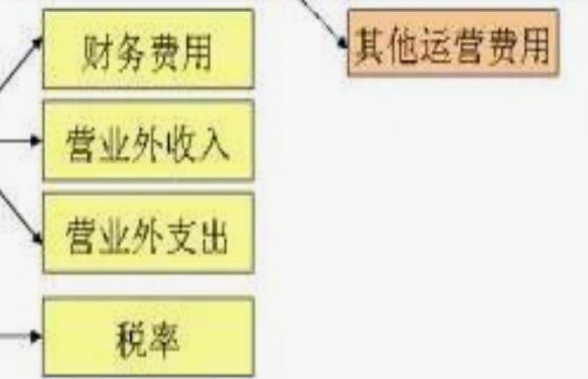 财务费用
其他运营费用
营业外收入
营业外支出
税率